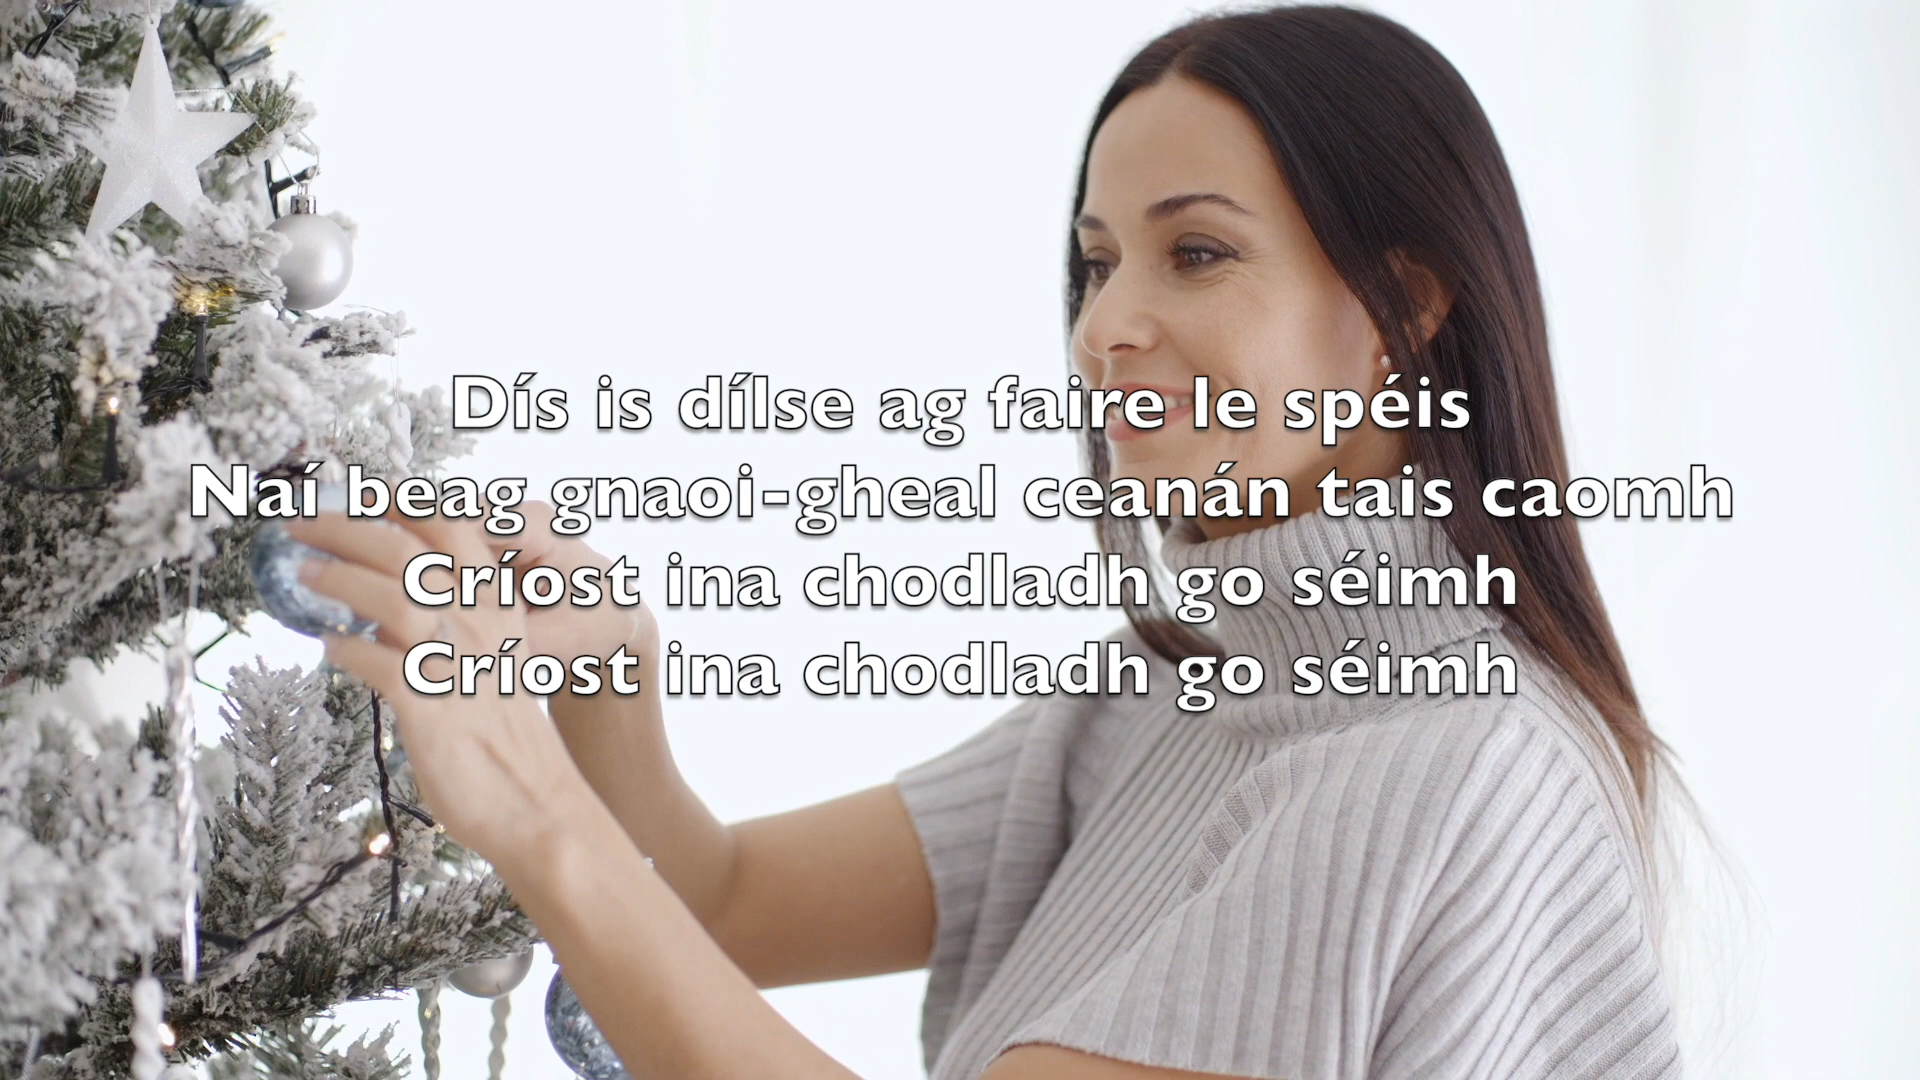 Dís is dílse ag faire le spéis
Naí beag gnaoi-gheal ceanán tais caomh
Críost ina chodladh go séimh
Críost ina chodladh go séimh